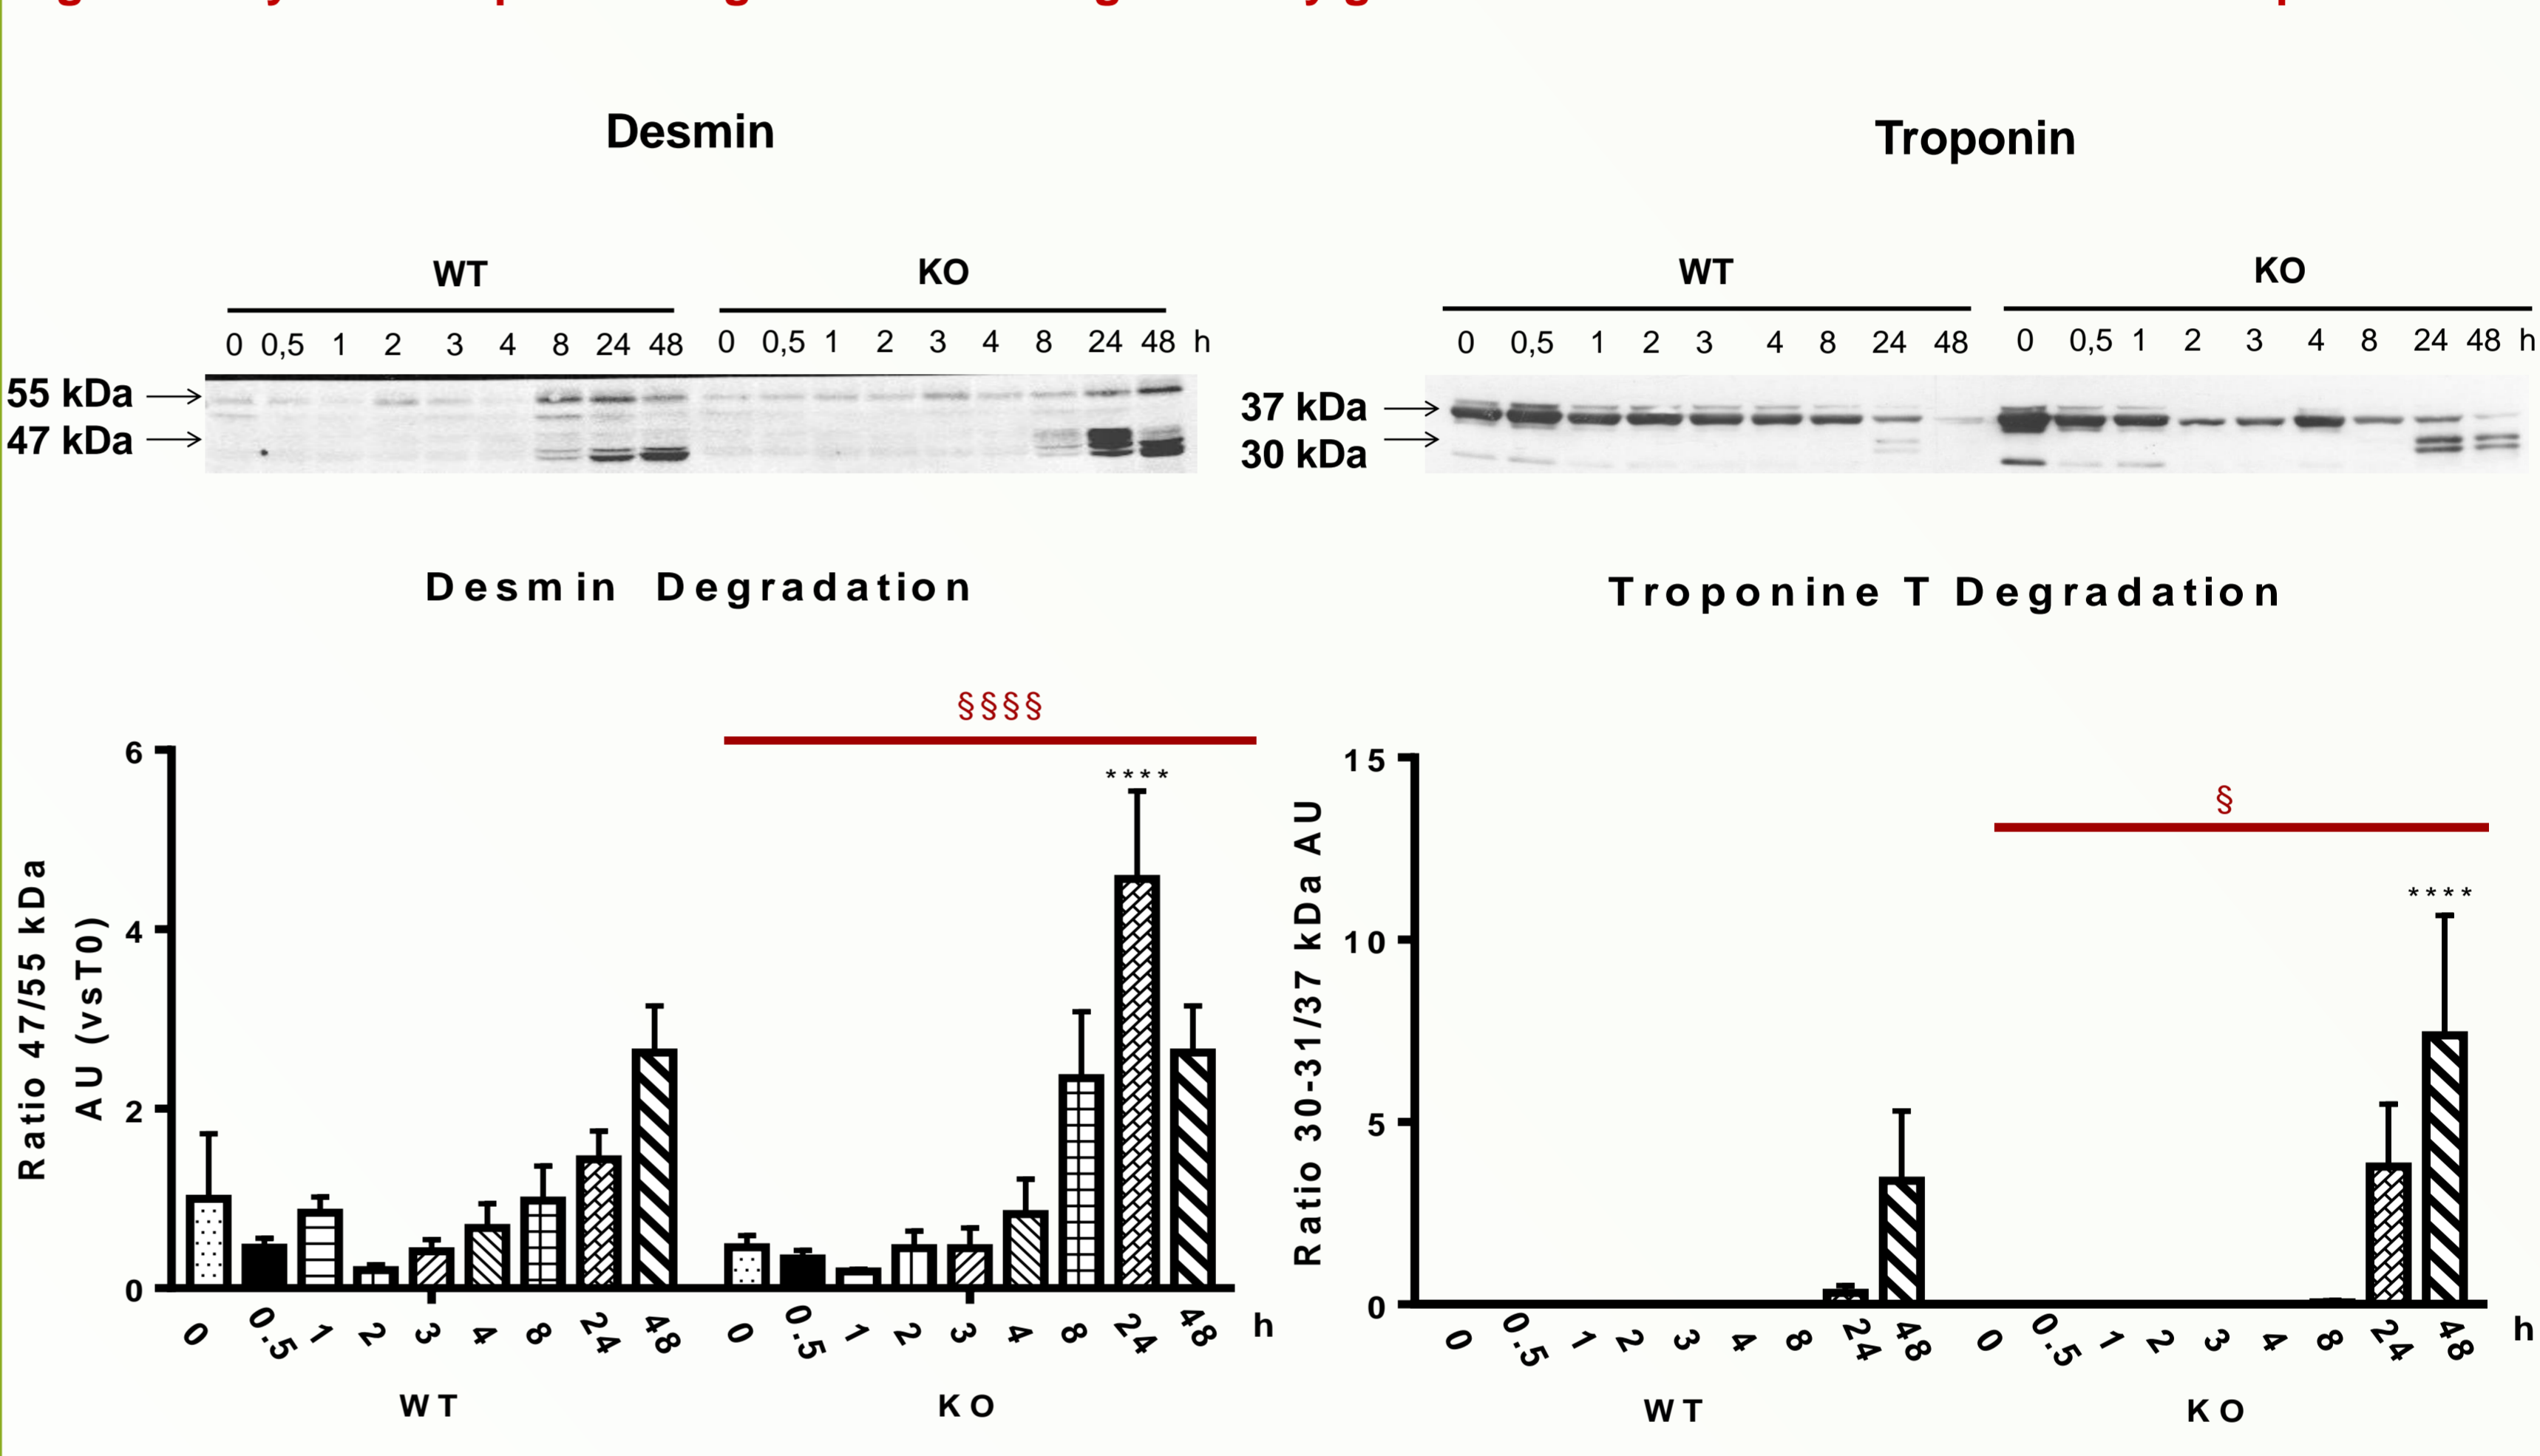 Desmin
WT
KO
0 0,5 1 2 3 4 8 24 48 0 0,5 1 2 3 4 8 24 48 h
55 kDa
47 kDa
Troponin
WT
KO
0 0,5 1 2 3 4 8 24 48 0 0,5 1 2 3 4 8 24 48 h
37 kDa
30 kDa
Desmin Degradation
§§§§
****
Ratio 47/55 kDa
AU (vsT0)
6
4
2
0
0 0.5 1 2 3 4 8 24 48 0 0.5 1 2 3 4 8 24 48 h
WT
KO
Troponine T Degradation
§
****
Ratio 30-31/37 kDa AU
15
10
5
0
0 0.5 1 2 3 4 8 24 48 0 0.5 1 2 3 4 8 24 48 h
WT
KO